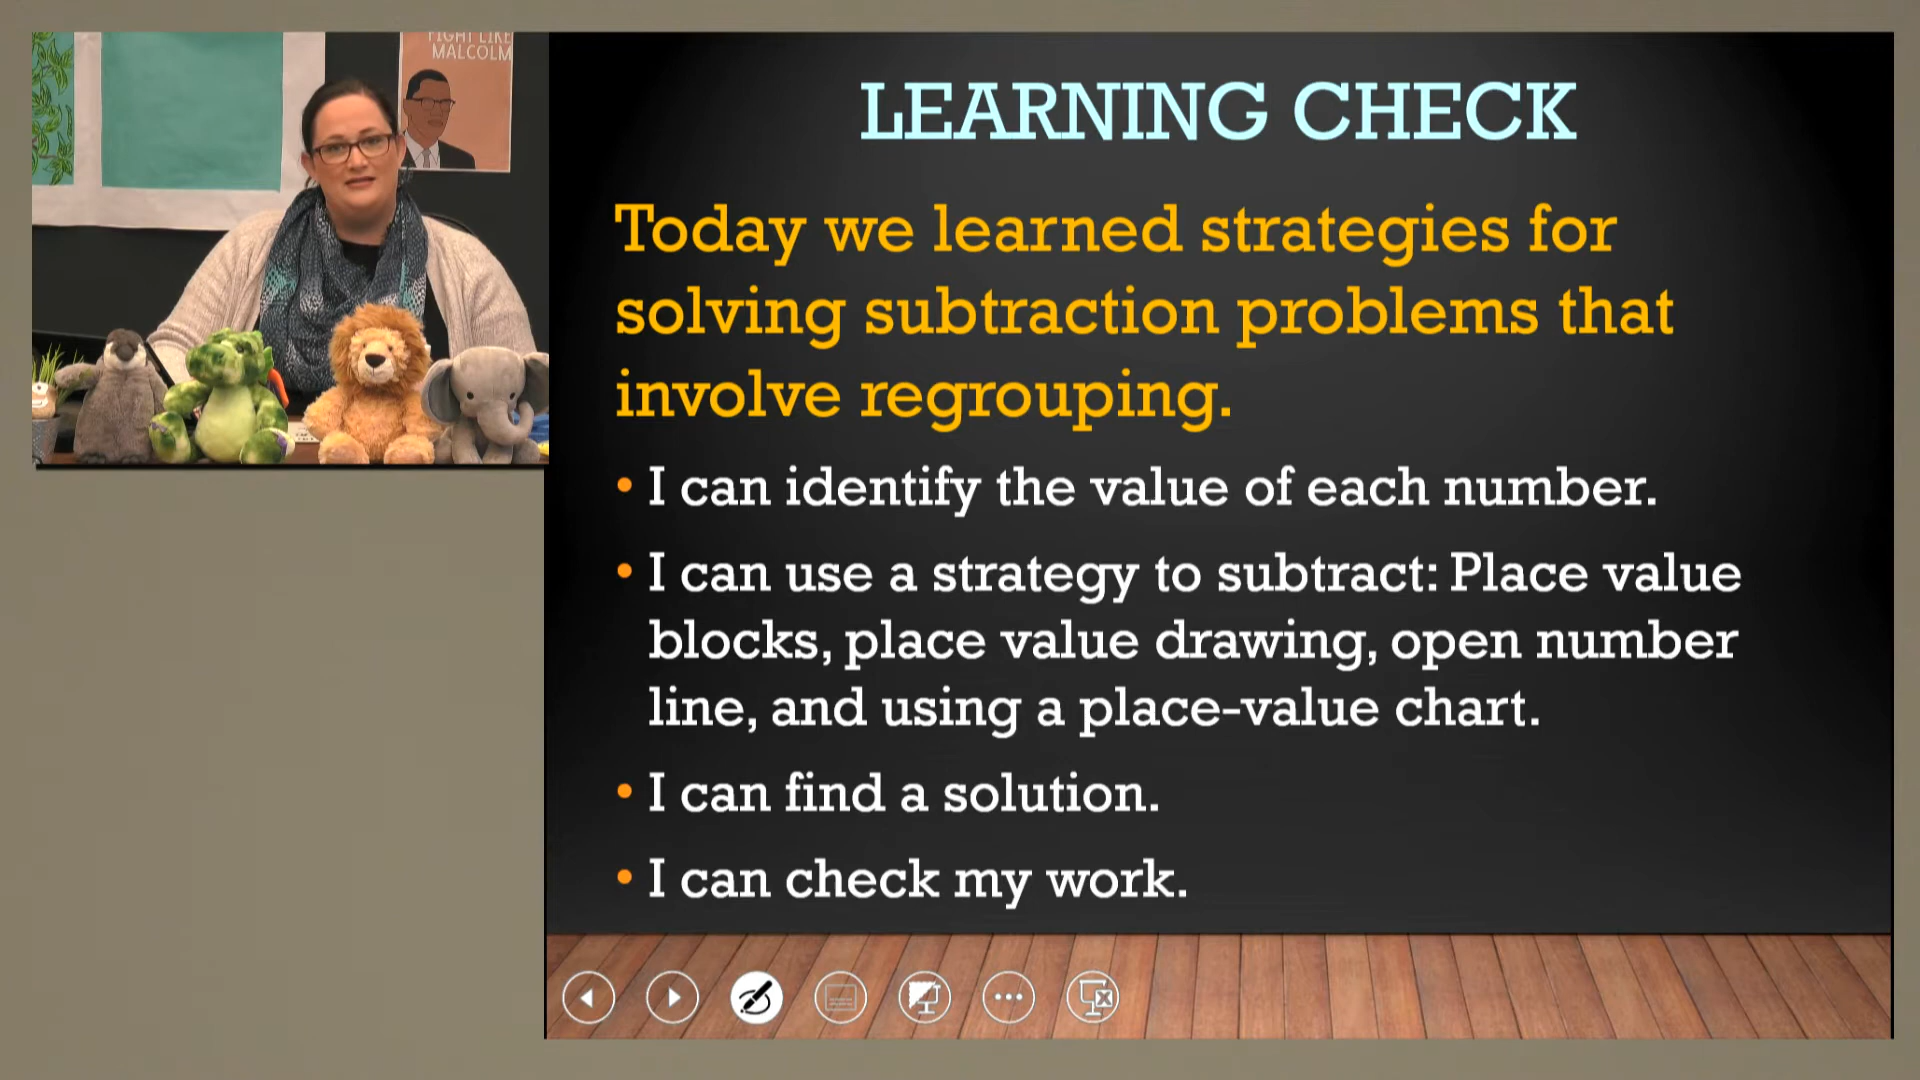 FIGHT LIKE
MALCOLM
LEARNING CHECK
Today we learned strategies for
solving subtraction problems that
involve regrouping.
• I can identify the value of each number.
• I can use a strategy to subtract: Place value
blocks, place value drawing, open number
line, and using a place-value chart.
• I can find a solution.
• I can check my work.